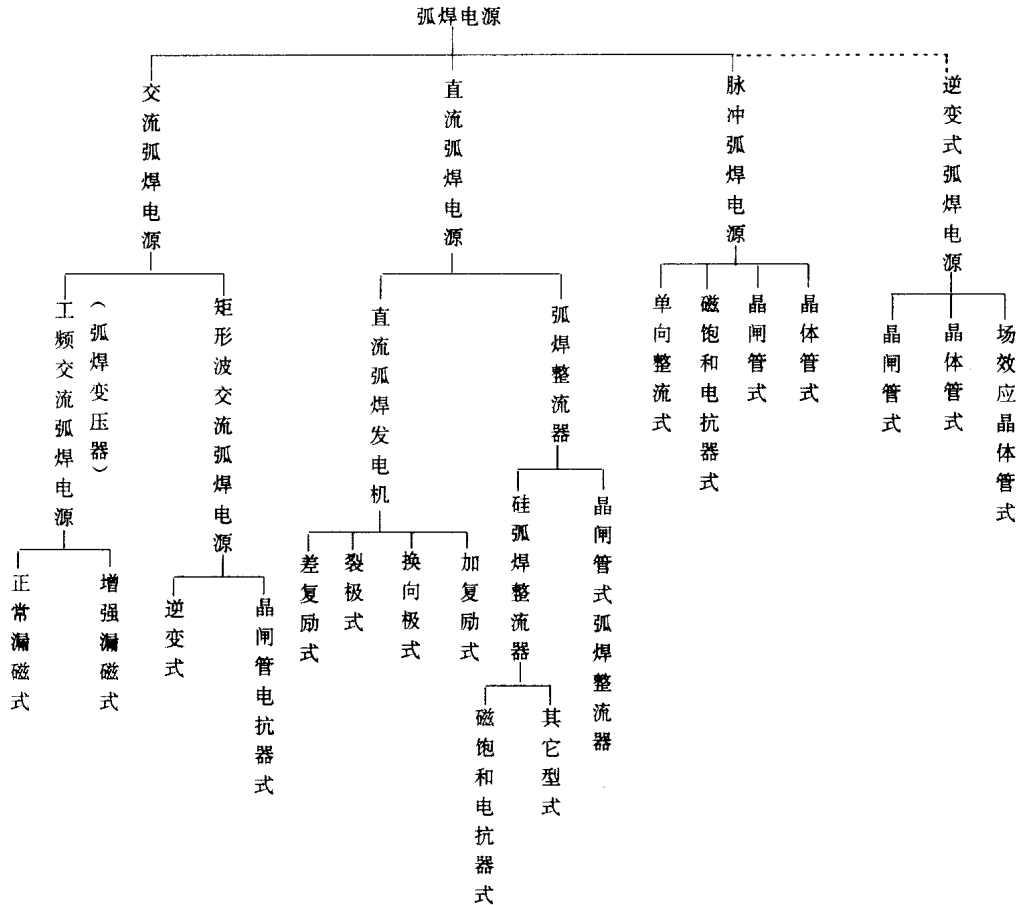 弧焊电源
交流弧焊电源
直流弧焊电源
脉冲弧焊电源
逆变式弧焊电源
工频交流弧焊电源
（弧焊变压器）
矩形波交流弧焊电源
直流弧焊发电机
弧焊整流器
单向整流式
磁饱和电抗器式
晶闸管式
晶体管式
晶闸管式
晶体管式
场效应晶体管式
正常漏磁式
增强漏磁式
逆变式
晶闸管电抗器式
差复励式
裂极式
换向极式
加复励式
硅弧焊整流器
晶闸管式弧焊整流器
磁饱和电抗器式
其它型式